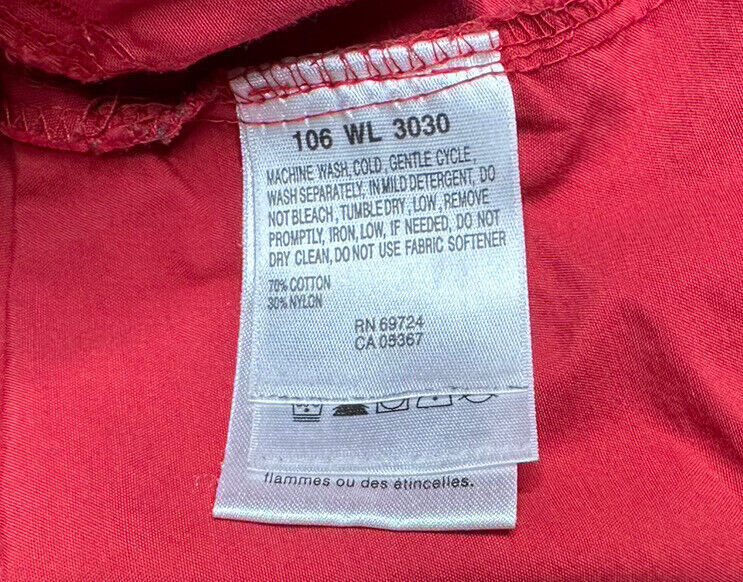 106 WL 3030
MACHINE WASH, COLD, GENTLE CYCLE,
WASH SEPARATELY, IN MILD DETERGENT, DO
NOT BLEACH, TUMBLE DRY, LOW, REMOVE
PROMPTLY, IRON, LOW, IF NEEDED, DO NOT
DRY CLEAN, DO NOT USE FABRIC SOFTENER
70% COTTON
30% NYLON
RN 69724
CA 05367
flammes ou des étincelles.